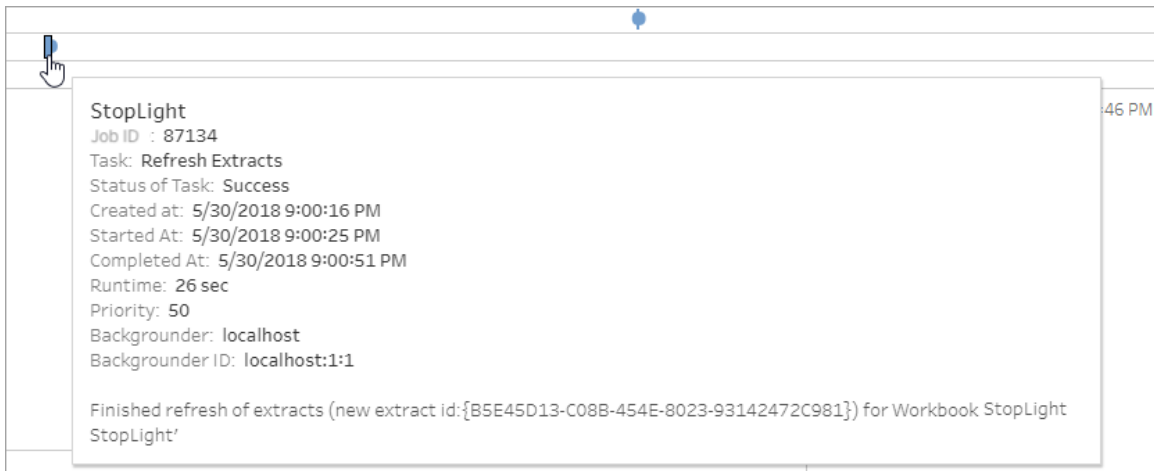 :46 PM
StopLight
Job ID : 87134
Task: Refresh Extracts
Status of Task: Success
Created at: 5/30/2018 9:00:16 PM
Started At: 5/30/2018 9:00:25 PM
Completed At: 5/30/2018 9:00:51 PM
Runtime: 26 sec
Priority: 50
Backgrounder: localhost
Backgrounder ID: localhost:1:1
Finished refresh of extracts (new extract id:{B5E45D13-C08B-454E-8023-93142472C981}) for Workbook StopLight
StopLight’